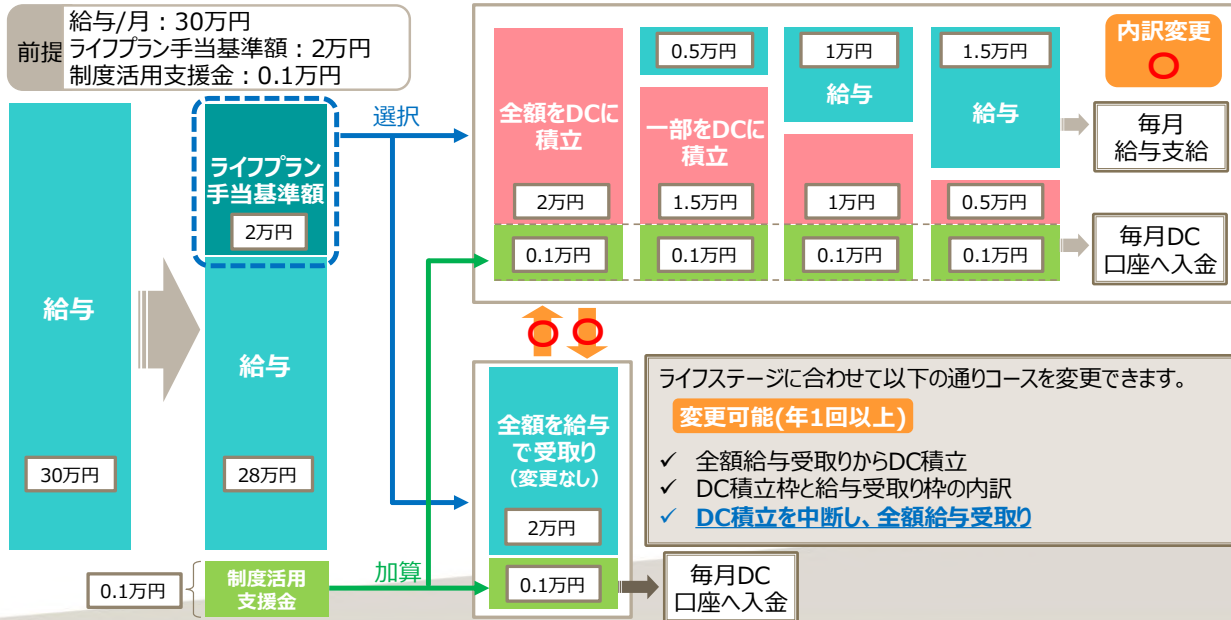 前提
給与/月：30万円
ライフプラン手当基準額：2万円
制度活用支援金：0.1万円
給与
30万円
ライフプラン
手当基準額
2万円
給与
28万円
0.1万円
制度活用
支援金
選択
加算
全額をDCに
積立
2万円
0.1万円
0.5万円
一部をDCに
積立
1.5万円
0.1万円
1万円
給与
1万円
0.1万円
1.5万円
給与
0.5万円
0.1万円
内訳変更
毎月
給与支給
毎月DC
口座へ入金
全額を給与
で受取り
（変更なし）
2万円
0.1万円
毎月DC
口座へ入金
ライフステージに合わせて以下の通りコースを変更できます。
変更可能(年1回以上)
✓ 全額給与受取りからDC積立
✓ DC積立枠と給与受取り枠の内訳
✓ DC積立を中断し、全額給与受取り